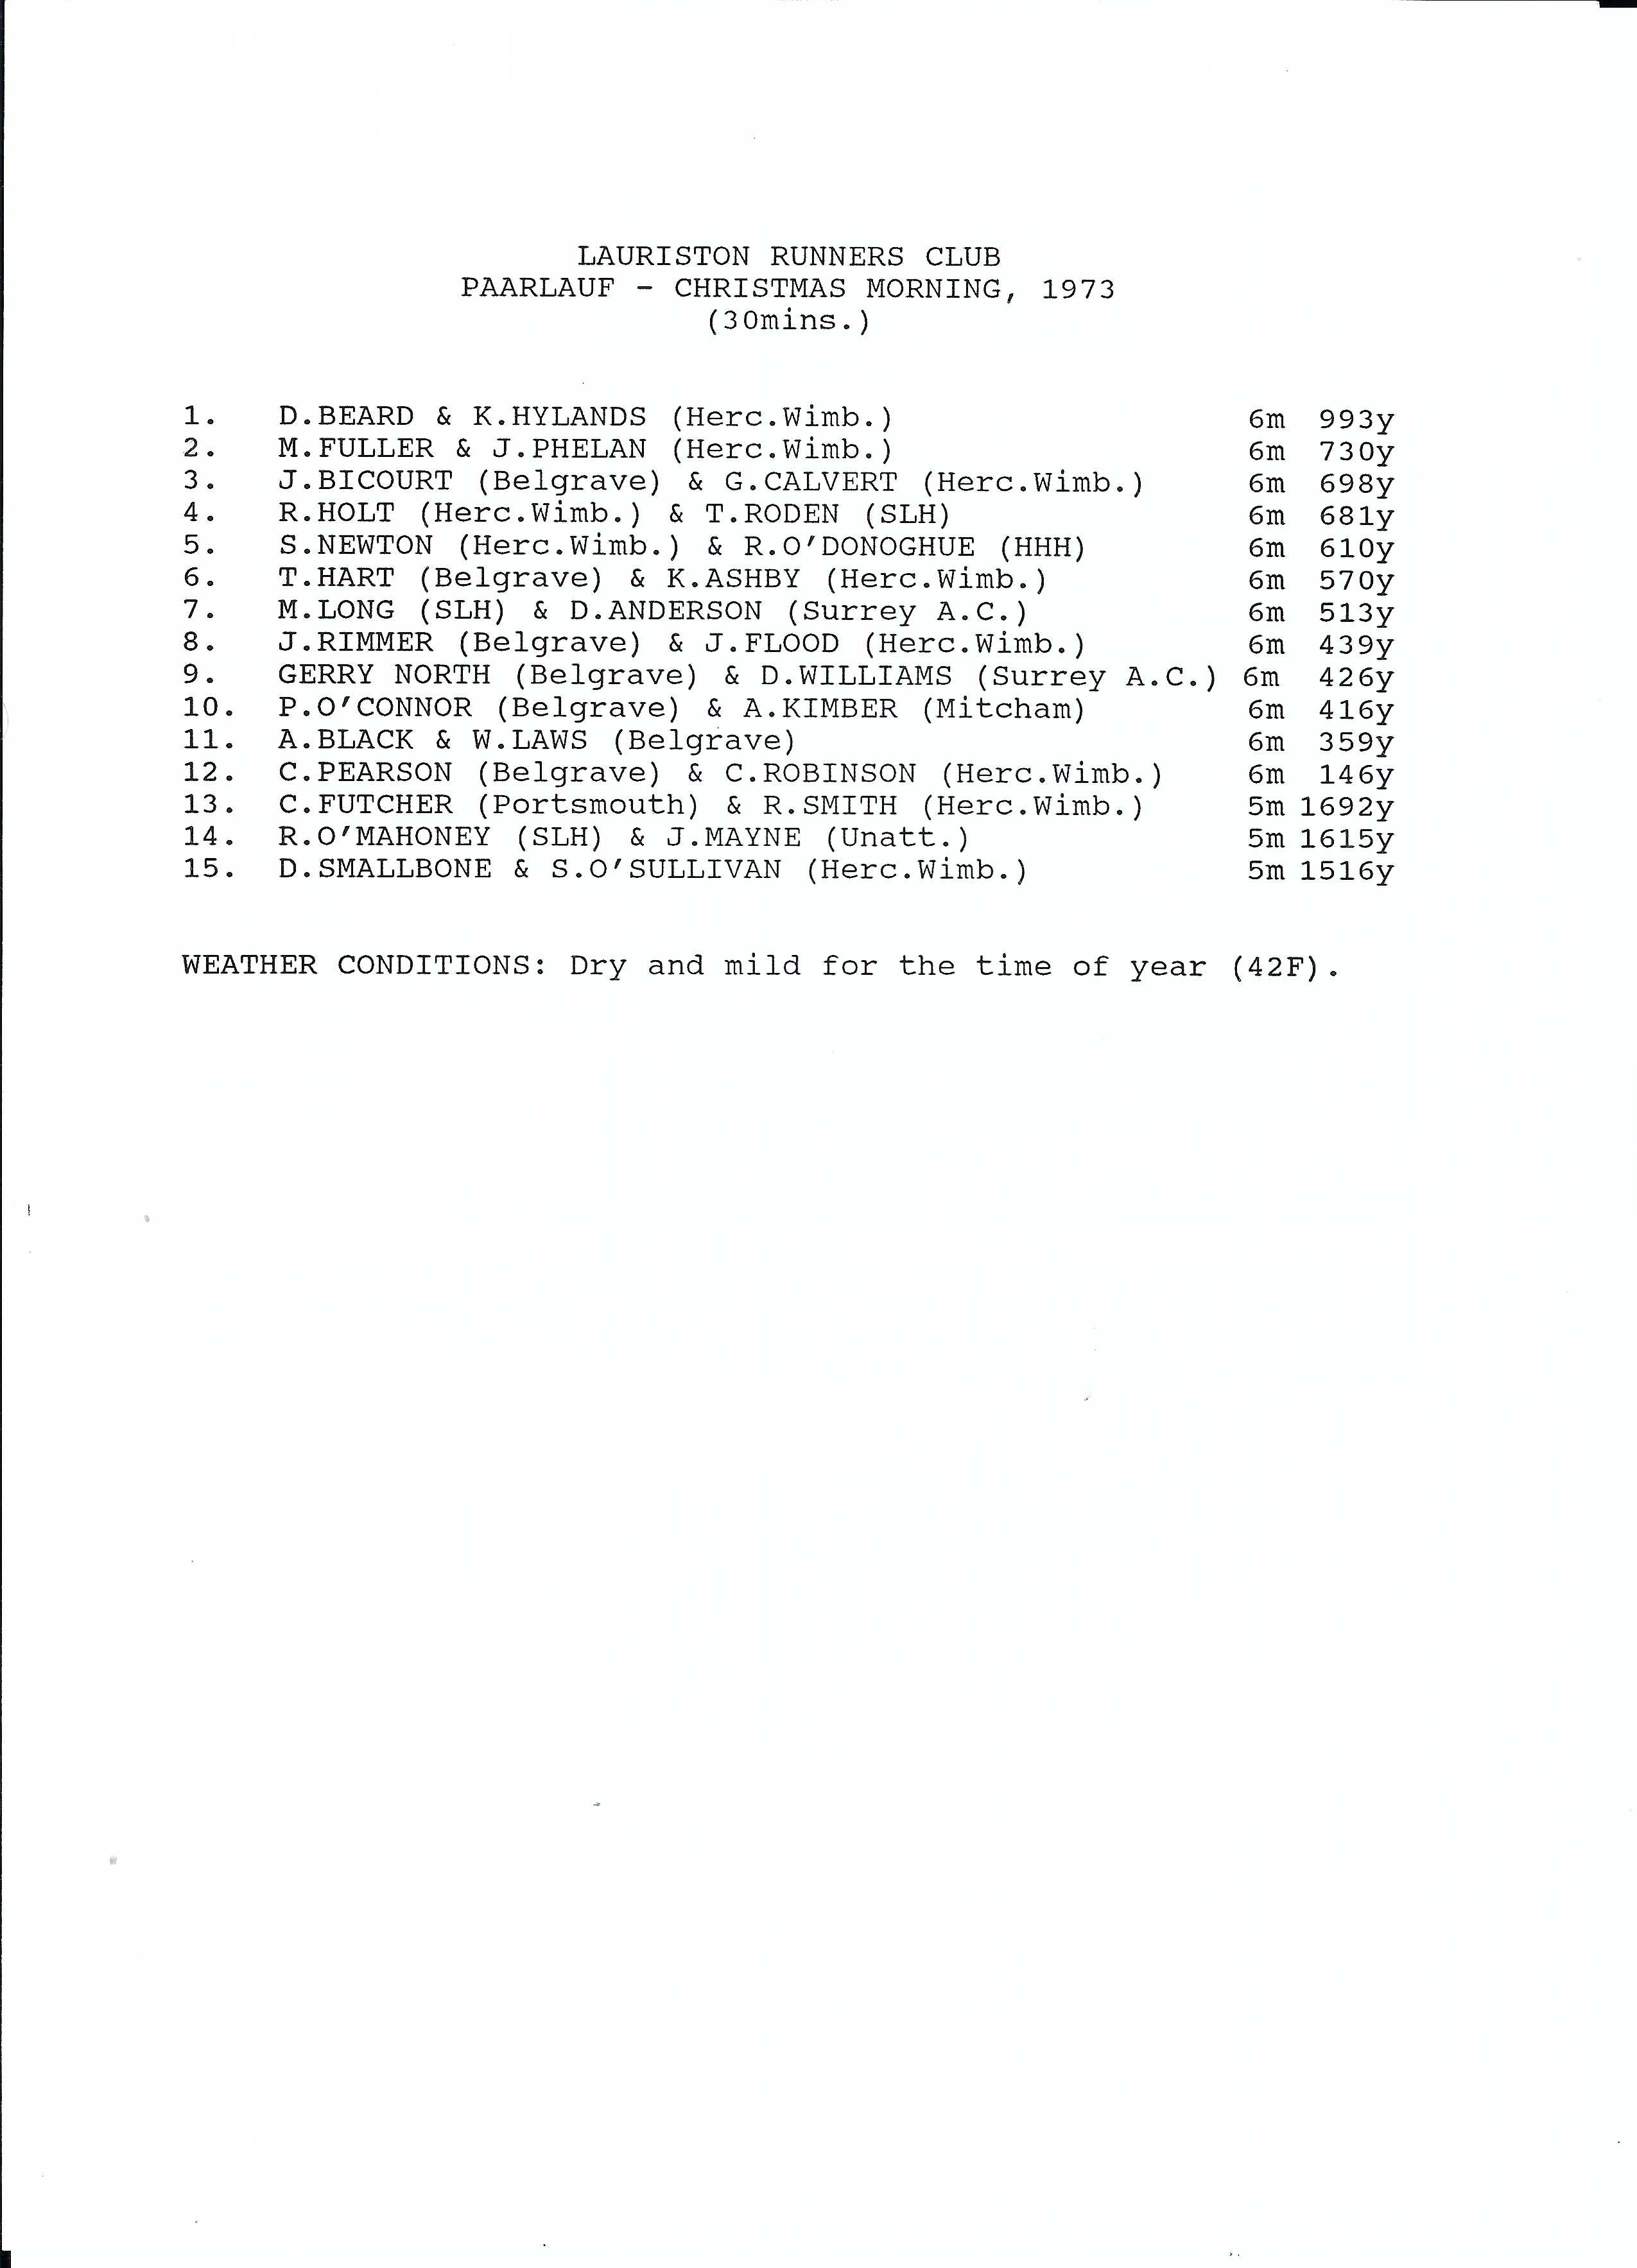 LAURISTON RUNNERS CLUB
PAARLAUF - CHRISTMAS MORNING, 1973
(30mins.)
1. D.BEARD & K.HYLANDS (Herc.Wimb.) 6m 993y
2. M.FULLER & J.PHELAN (Herc.Wimb.) 6m 730y
3. J.BICOURT (Belgrave) & G.CALVERT (Herc.Wimb.) 6m 698y
4. R.HOLT (Herc.Wimb.) & T.RODEN (SLH) 6m 681y
5. S.NEWTON (Herc.Wimb.) & R.O'DONOGHUE (HHH) 6m 610y
6. T.HART (Belgrave) & K.ASHBY (Herc.Wimb.) 6m 570y
7. M.LONG (SLH) & D.ANDERSON (Surrey A.C.) 6m 513y
8. J.RIMMER (Belgrave) & J.FLOOD (Herc.Wimb.) 6m 439y
9. GERRY NORTH (Belgrave) & D.WILLIAMS (Surrey A.C.) 6m 426y
10. P.O'CONNOR (Belgrave) & A.KIMBER (Mitcham) 6m 416y
11. A.BLACK & W.LAWS (Belgrave) 6m 359y
12. C.PEARSON (Belgrave) & C.ROBINSON (Herc.Wimb.) 6m 146y
13. C.FUTCHER (Portsmouth) & R.SMITH (Herc.Wimb.) 5m 1692y
14. R.O'MAHONEY (SLH) & J.MAYNE (Unatt.) 5m 1615y
15. D.SMALLBONE & S.O'SULLIVAN (Herc.Wimb.) 5m 1516y
WEATHER CONDITIONS: Dry and mild for the time of year (42F).